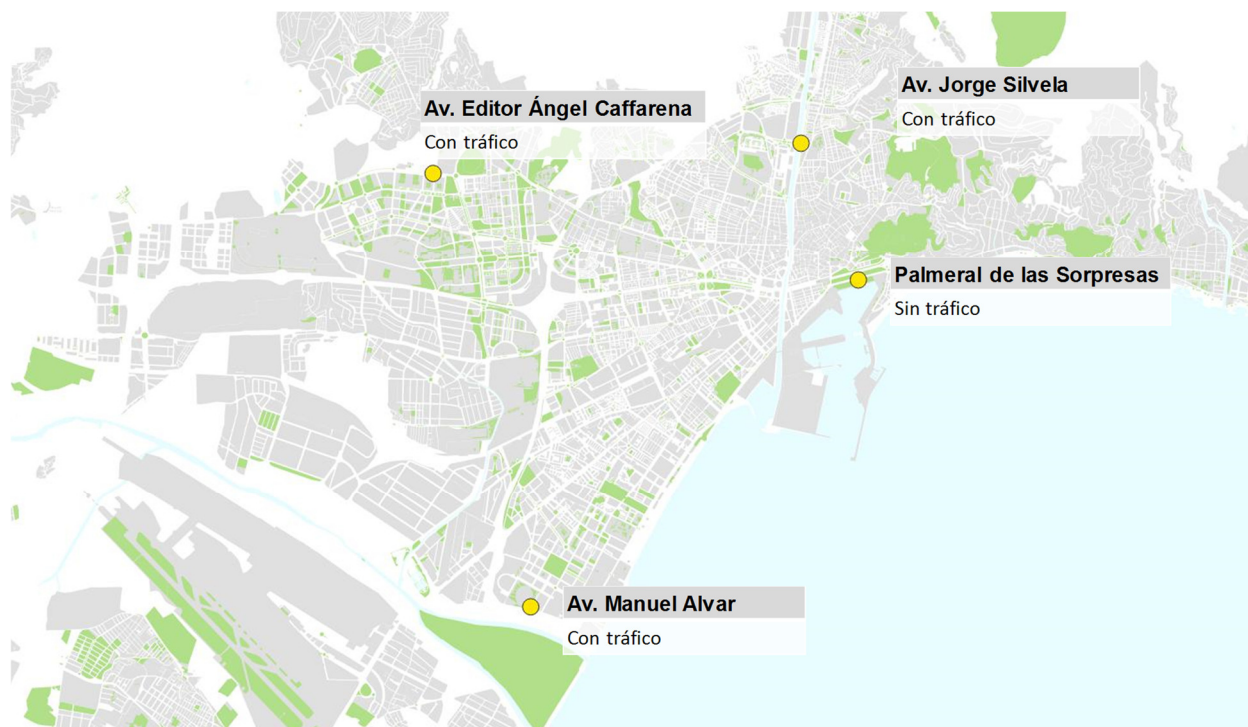 Av. Jorge Silvela
Con tráfico
Av. Editor Ángel Caffarena
Con tráfico
Palmeral de las Sorpresas
Sin tráfico
Av. Manuel Alvar
Con tráfico